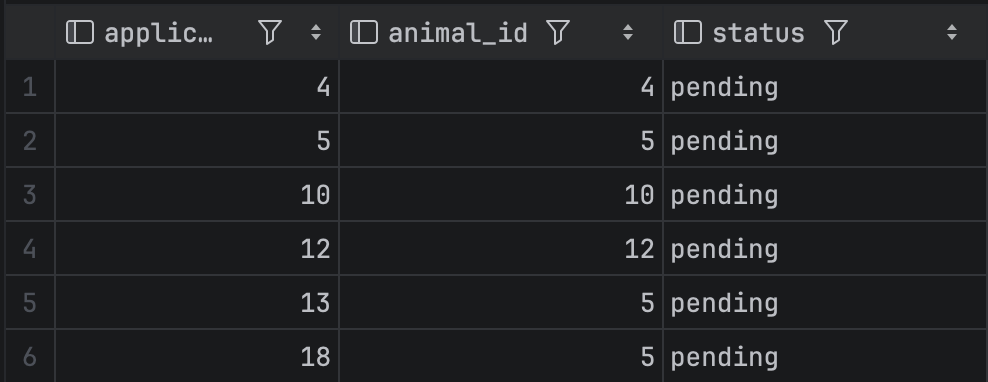 applic… animal_id status
1 4 4 pending
2 5 5 pending
3 10 10 pending
4 12 12 pending
5 13 5 pending
6 18 5 pending